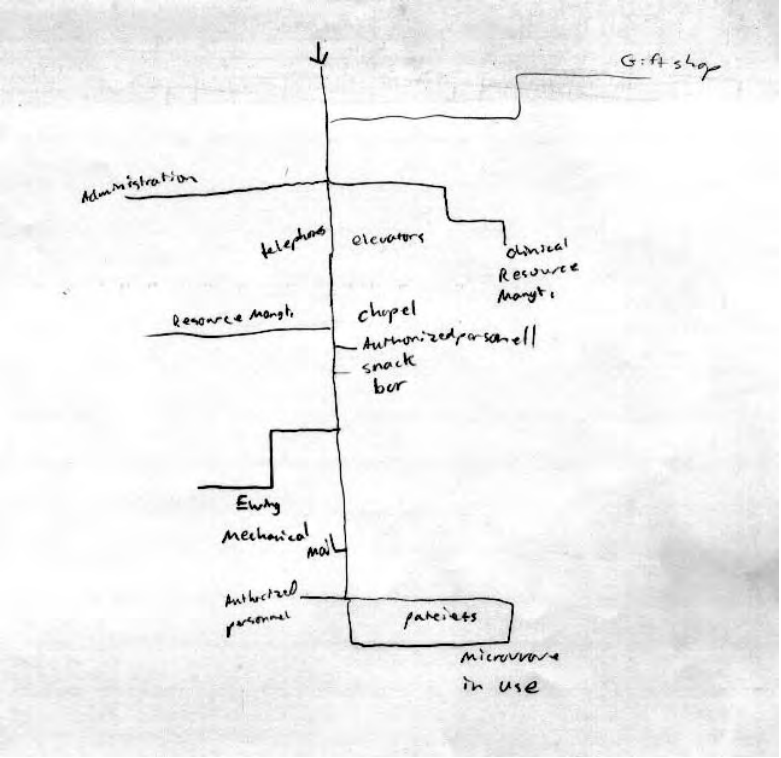 Gift shop
Administration
telephones
elevators
clinical
Resource
Mangt.
Resource Mangt.
chapel
Authorized personell
snack
bar
Ewing
Mechanical
mail
Authorized
personnel
Microwave
in use